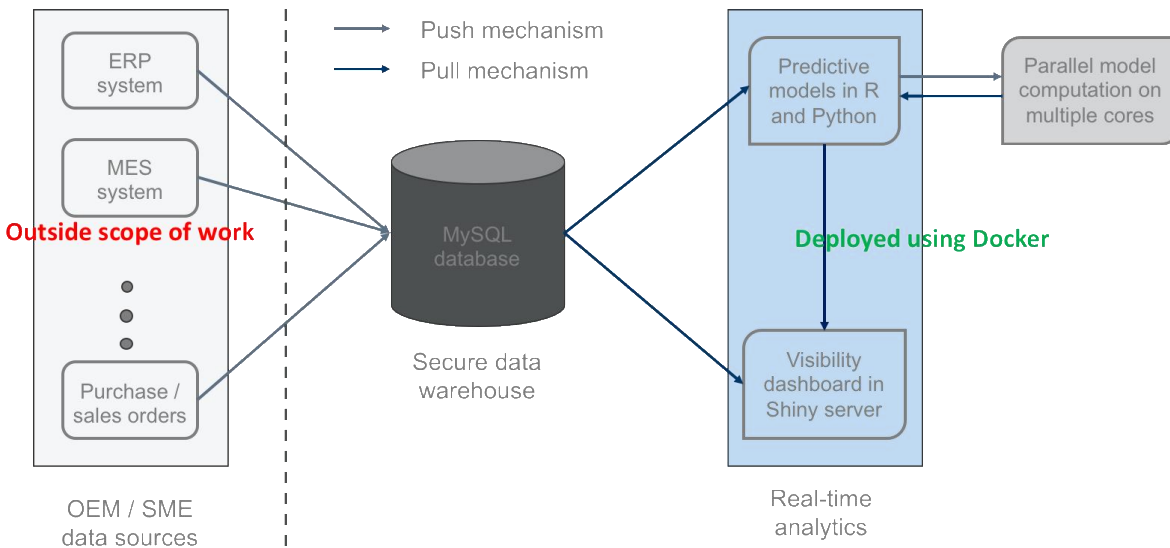 ERP
system
MES
system
Outside scope of work
Purchase /
sales orders
OEM / SME
data sources
Push mechanism
Pull mechanism
MySQL
database
Secure data
warehouse
Predictive
models in R
and Python
Deployed using Docker
Visibility
dashboard in
Shiny server
Real-time
analytics
Parallel model
computation on
multiple cores